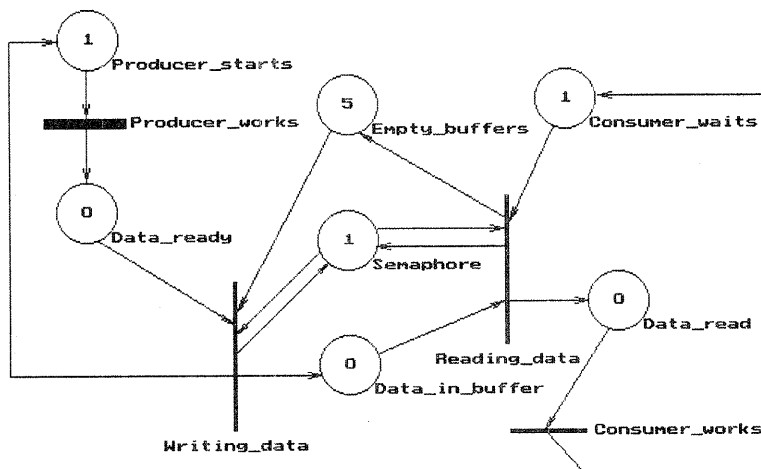 1
Producer_starts
Producer_works
5
Empty_buffers
1
Consumer_waits
0
Data_ready
1
Semaphore
0
Data_read
Reading_data
0
Data_in_buffer
Writing_data
Consumer_works